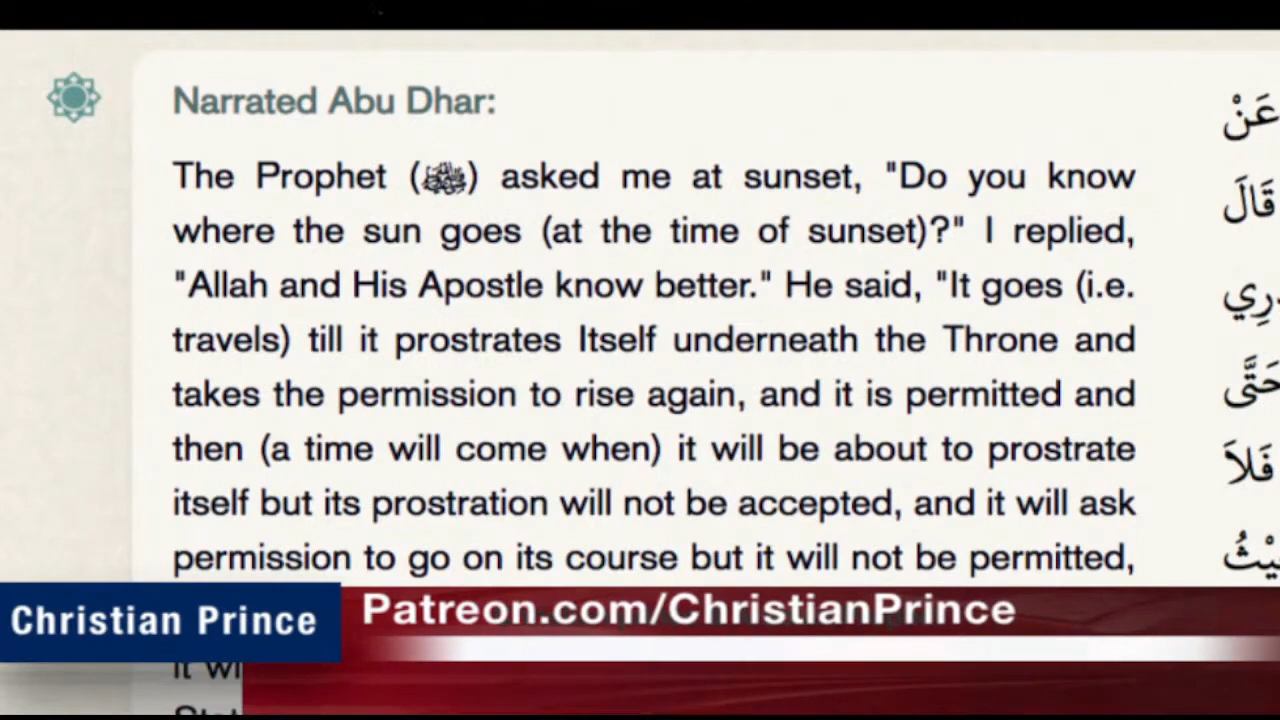 Narrated Abu Dhar:
The Prophet (ﷺ) asked me at sunset, "Do you know
where the sun goes (at the time of sunset)?" I replied,
"Allah and His Apostle know better." He said, "It goes (i.e.
travels) till it prostrates Itself underneath the Throne and
takes the permission to rise again, and it is permitted and
then (a time will come when) it will be about to prostrate
itself but its prostration will not be accepted, and it will ask
permission to go on its course but it will not be permitted,
عَنْ
قَالَ
حَتَّى
فَلاَ
Christian Prince
Patreon.com/ChristianPrince